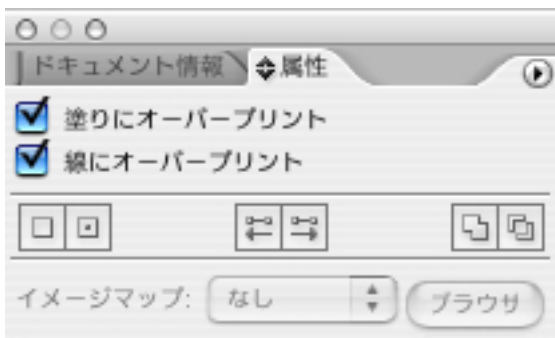 ドキュメント情報 属性
塗りにオーバープリント
線にオーバープリント
イメージマップ: なし ブラウザ